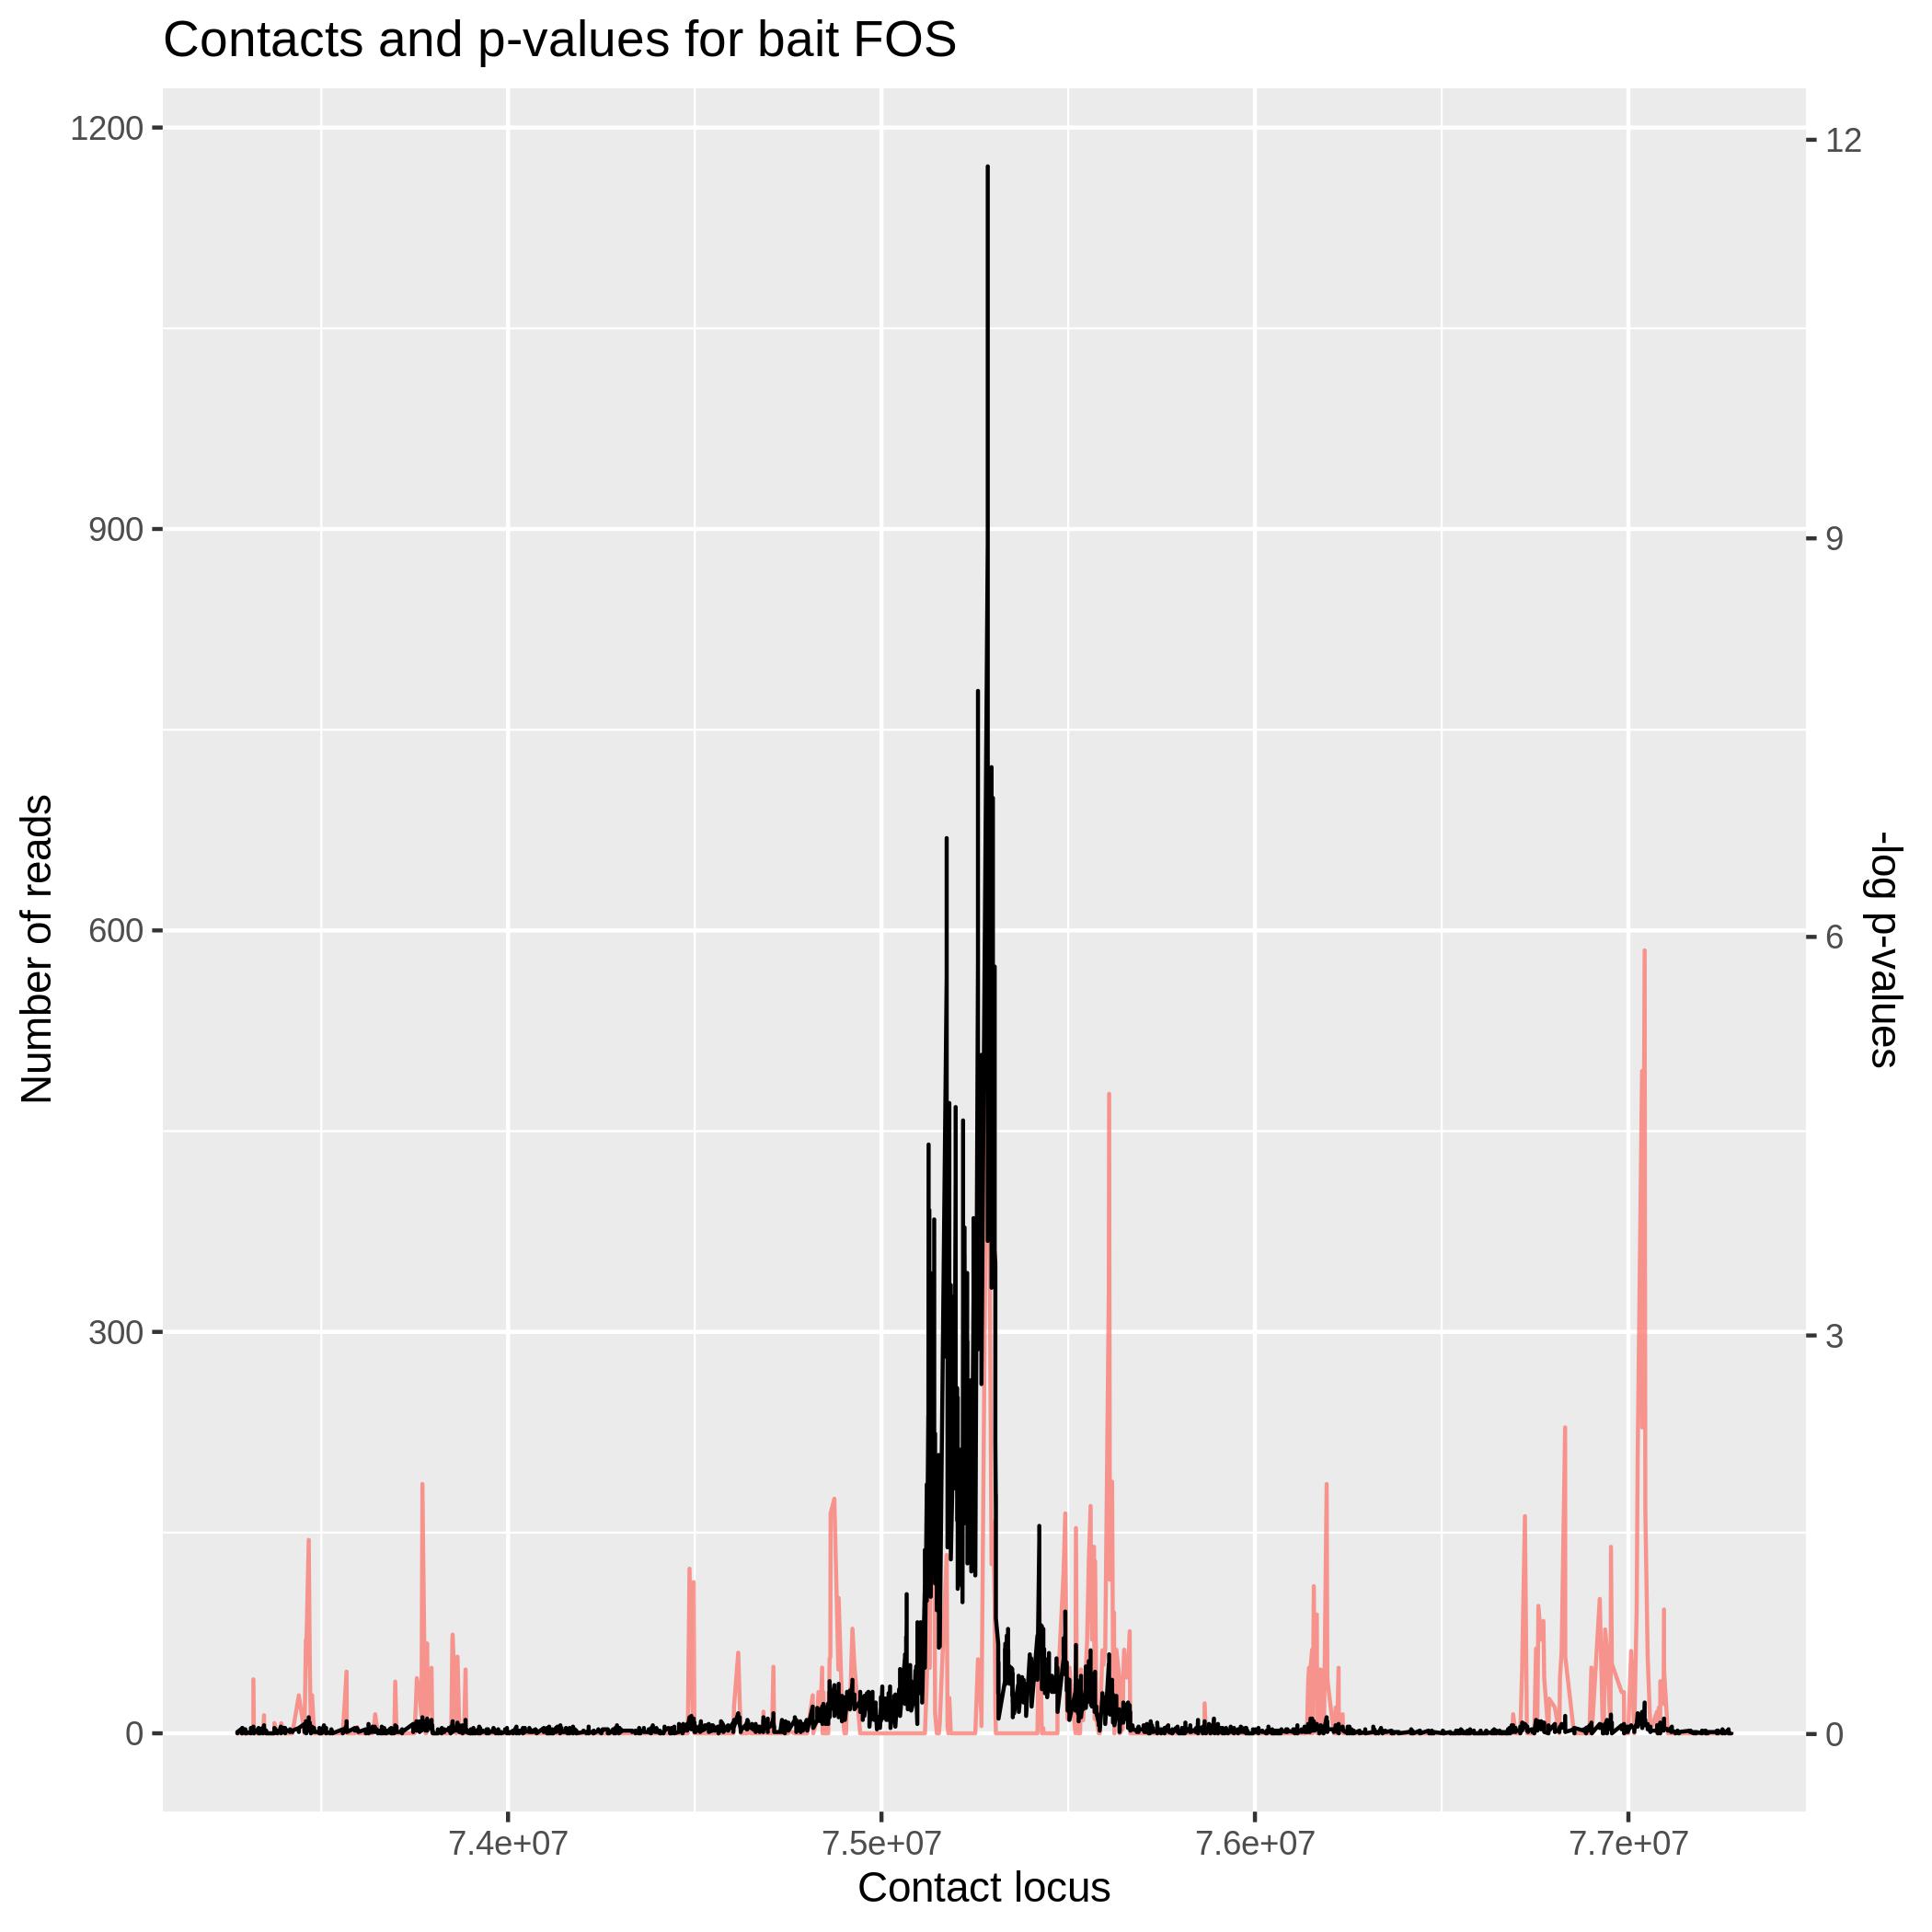 Contacts and p-values for bait FOS
1200
900
600
300
0
Number of reads
12
9
6
3
0
-log p-values
7.4e+07
7.5e+07
7.6e+07
7.7e+07
Contact locus